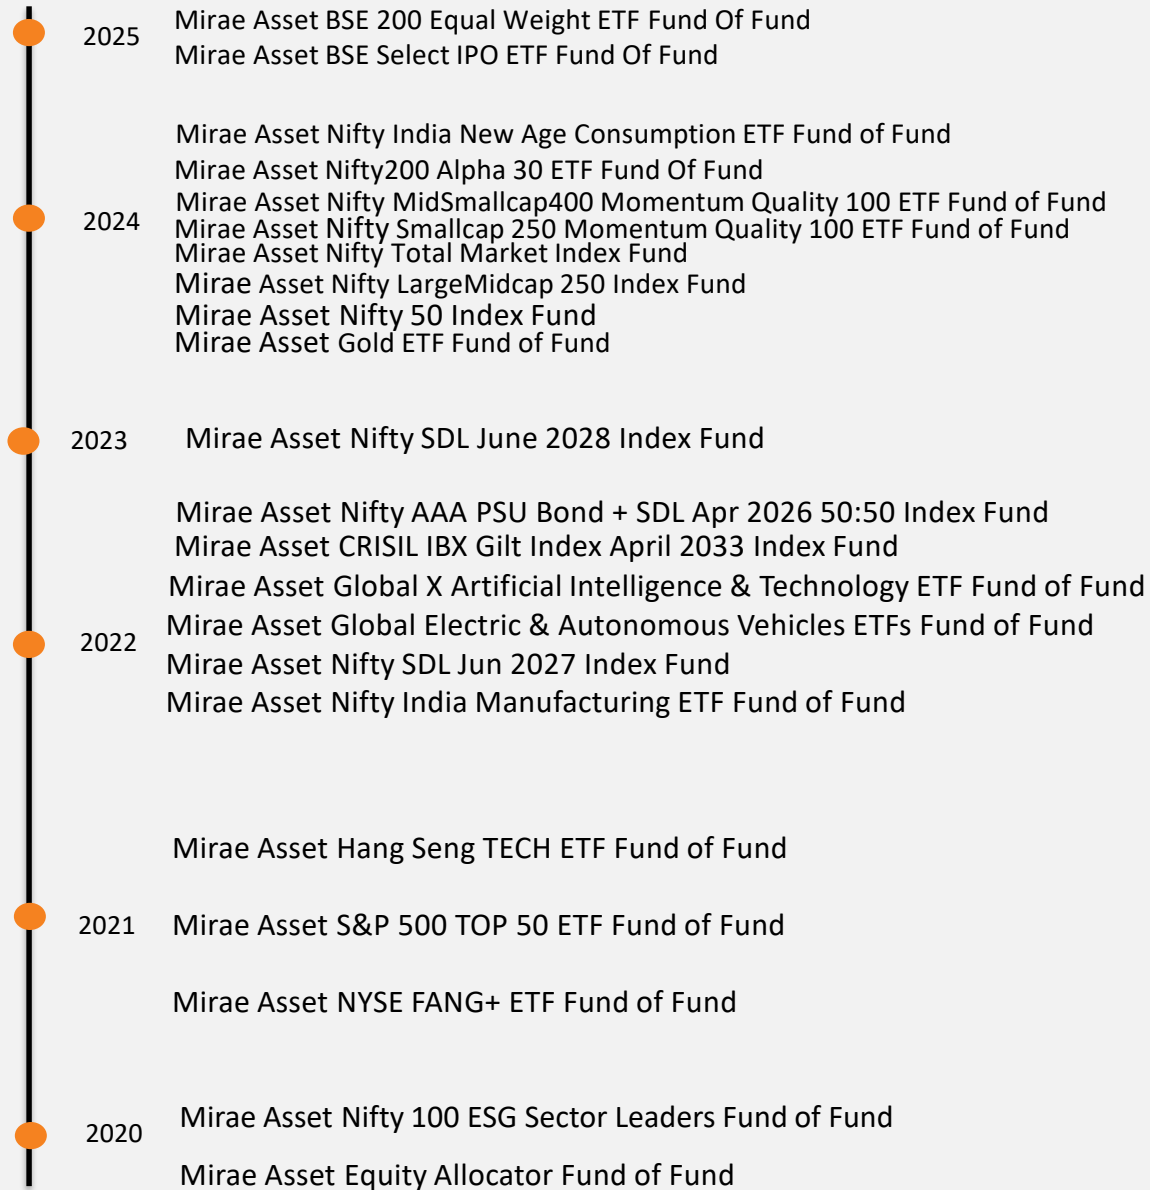 2025
Mirae Asset BSE 200 Equal Weight ETF Fund Of Fund
Mirae Asset BSE Select IPO ETF Fund Of Fund
Mirae Asset Nifty India New Age Consumption ETF Fund of Fund
Mirae Asset Nifty200 Alpha 30 ETF Fund Of Fund
2024
Mirae Asset Nifty MidSmallcap400 Momentum Quality 100 ETF Fund of Fund
Mirae Asset Nifty Smallcap 250 Momentum Quality 100 ETF Fund of Fund
Mirae Asset Nifty Total Market Index Fund
Mirae Asset Nifty LargeMidcap 250 Index Fund
Mirae Asset Nifty 50 Index Fund
Mirae Asset Gold ETF Fund of Fund
2023
Mirae Asset Nifty SDL June 2028 Index Fund
Mirae Asset Nifty AAA PSU Bond + SDL Apr 2026 50:50 Index Fund
Mirae Asset CRISIL IBX Gilt Index April 2033 Index Fund
Mirae Asset Global X Artificial Intelligence & Technology ETF Fund of Fund
2022
Mirae Asset Global Electric & Autonomous Vehicles ETFs Fund of Fund
Mirae Asset Nifty SDL Jun 2027 Index Fund
Mirae Asset Nifty India Manufacturing ETF Fund of Fund
Mirae Asset Hang Seng TECH ETF Fund of Fund
2021
Mirae Asset S&P 500 TOP 50 ETF Fund of Fund
Mirae Asset NYSE FANG+ ETF Fund of Fund
2020
Mirae Asset Nifty 100 ESG Sector Leaders Fund of Fund
Mirae Asset Equity Allocator Fund of Fund